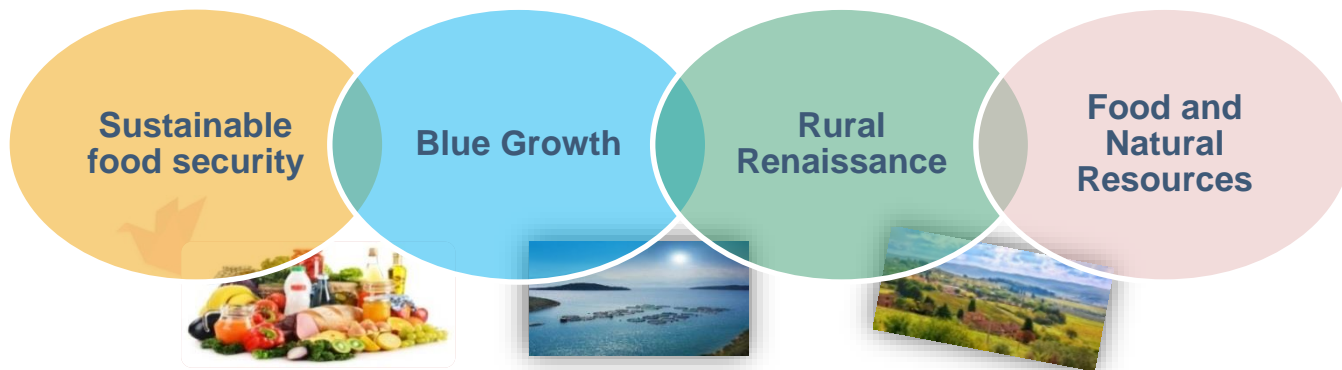 Sustainable
food security
Blue Growth
Rural
Renaissance
Food and
Natural
Resources